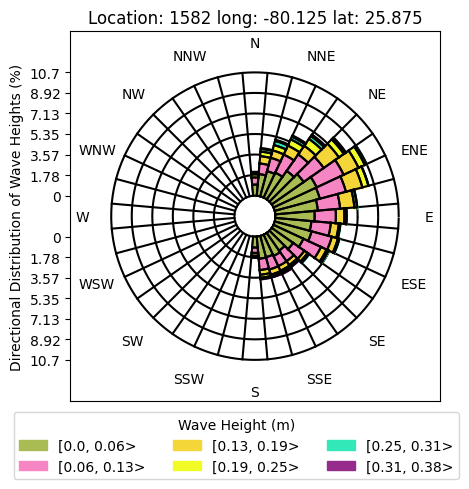 Location: 1582 long: -80.125 lat: 25.875
N
NNW
NNE
NW
NE
WNW
ENE
W
E
WSW
ESE
SW
SE
SSW
SSE
S
Directional Distribution of Wave Heights (%)
10.7
8.92
7.13
5.35
3.57
1.78
0
0
1.78
3.57
5.35
7.13
8.92
10.7
Wave Height (m)
[0.0, 0.06> [0.13, 0.19> [0.25, 0.31>
[0.06, 0.13> [0.19, 0.25> [0.31, 0.38>